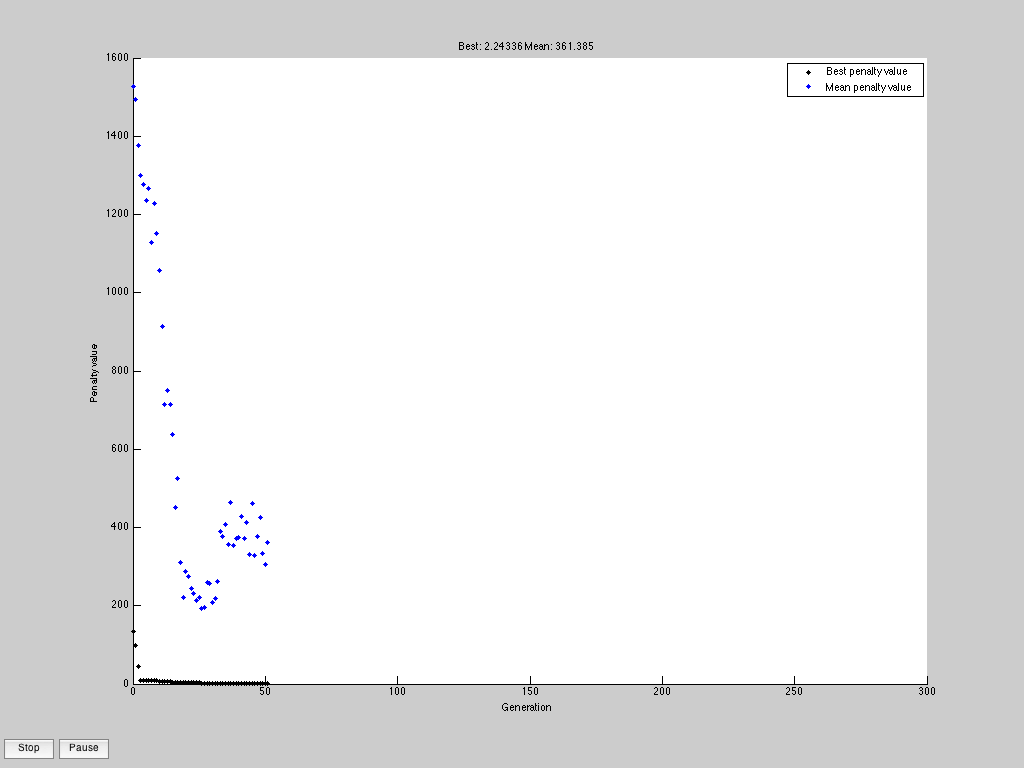 Best: 2.24336 Mean: 361.385
1600
1400
1200
1000
800
600
400
200
0
Penalty value
Best penalty value
Mean penalty value
0 50 100 150 200 250 300
Generation
Stop Pause